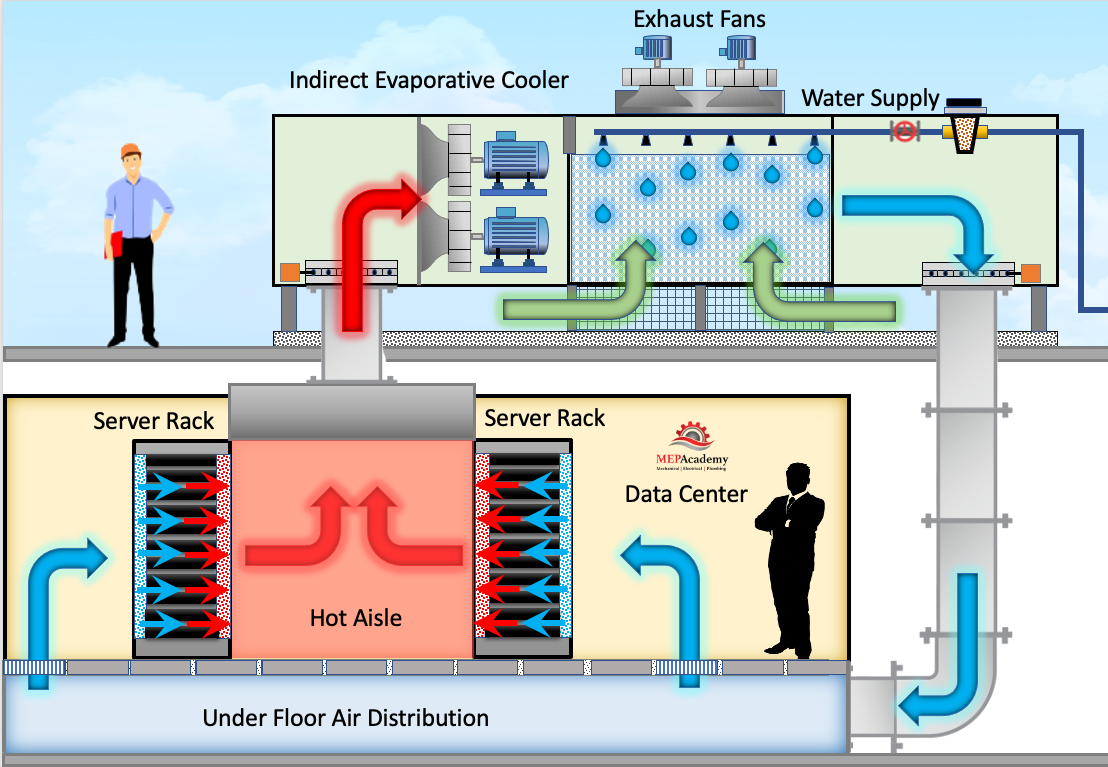 Exhaust Fans
Indirect Evaporative Cooler
Water Supply
Server Rack
Server Rack
MEPAcademy
Mechanical | Electrical | Plumbing
Data Center
Hot Aisle
Under Floor Air Distribution